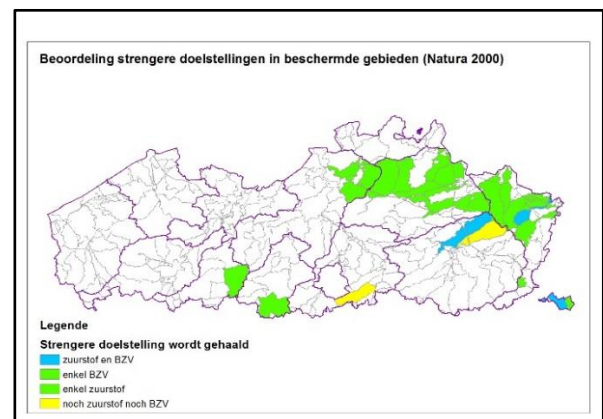 Beoordeling strengere doelstellingen in beschermde gebieden (Natura 2000)
Legende
Strengere doelstelling wordt gehaald
zuurstof en BZV
enkel BZV
enkel zuurstof
noch zuurstof noch BZV